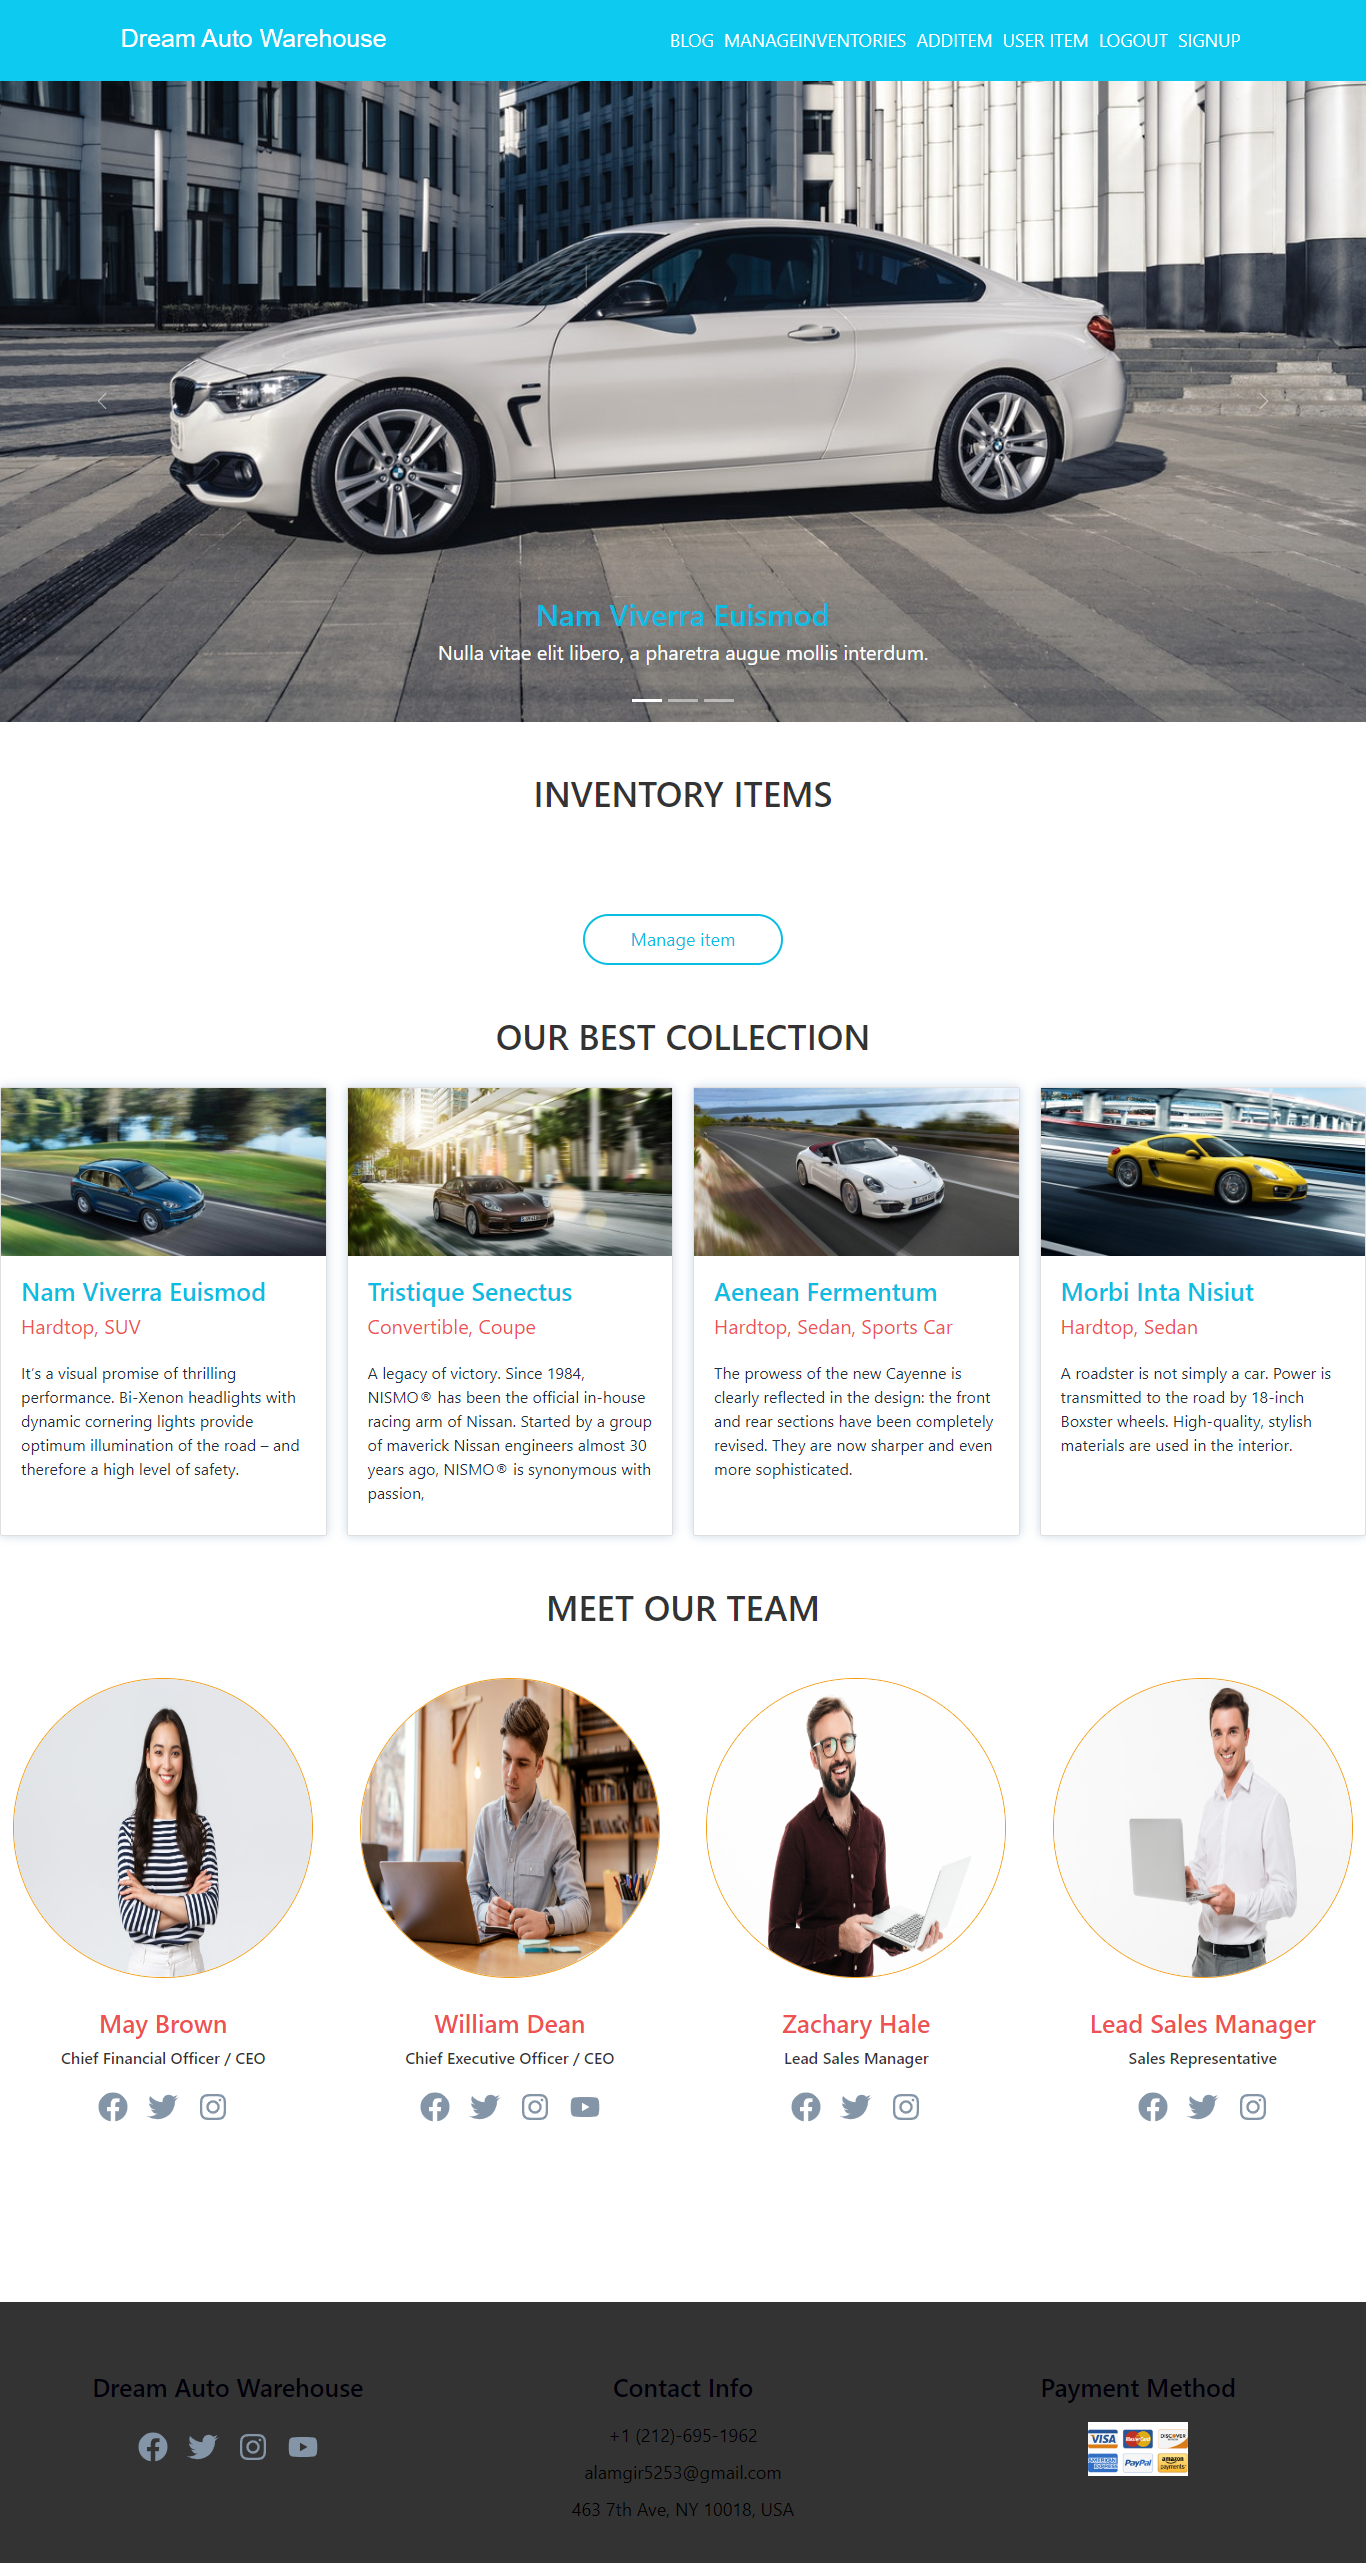 Dream Auto Warehouse
BLOG MANAGEINVENTORIES ADDITEM USER ITEM LOGOUT SIGNUP
Nam Viverra Euismod
Nulla vitae elit libero, a pharetra augue mollis interdum.
INVENTORY ITEMS
Manage item
OUR BEST COLLECTION
Nam Viverra Euismod
Hardtop, SUV
It's a visual promise of thrilling
performance. Bi-Xenon headlights with
dynamic cornering lights provide
optimum illumination of the road – and
therefore a high level of safety.
Tristique Senectus
Convertible, Coupe
A legacy of victory. Since 1984,
NISMO® has been the official in-house
racing arm of Nissan. Started by a group
of maverick Nissan engineers almost 30
years ago, NISMO® is synonymous with
passion,
Aenean Fermentum
Hardtop, Sedan, Sports Car
The prowess of the new Cayenne is
clearly reflected in the design: the front
and rear sections have been completely
revised. They are now sharper and even
more sophisticated.
Morbi Inta Nisiut
Hardtop, Sedan
A roadster is not simply a car. Power is
transmitted to the road by 18-inch
Boxster wheels. High-quality, stylish
materials are used in the interior.
MEET OUR TEAM
May Brown
Chief Financial Officer / CEO
William Dean
Chief Executive Officer / CEO
Zachary Hale
Lead Sales Manager
Lead Sales Manager
Sales Representative
Dream Auto Warehouse
Contact Info
+1 (212)-695-1962
alamgir5253@gmail.com
463 7th Ave, NY 10018, USA
Payment Method
VISA MasterCard DISCOVER
AMERICAN EXPRESS PayPal amazon payments